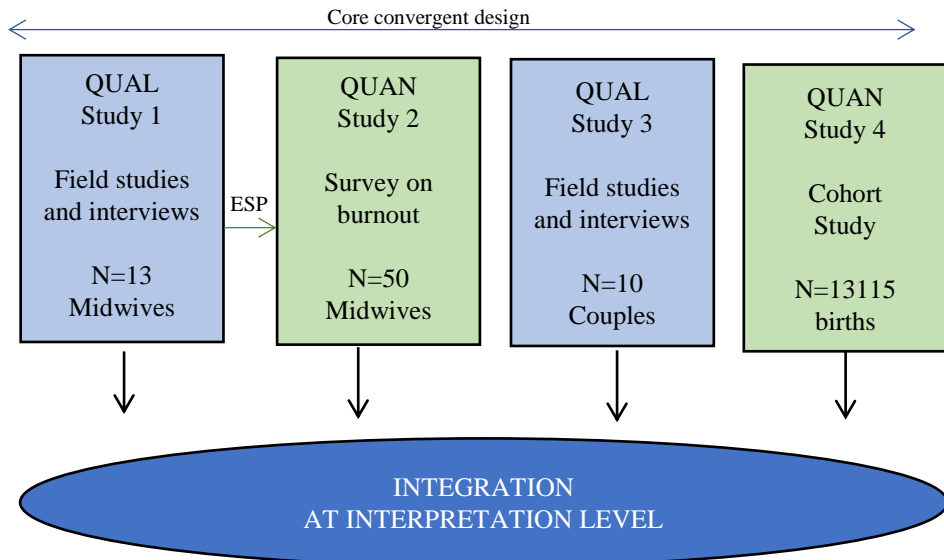 Core convergent design
QUAL
Study 1
Field studies
and interviews
N=13
Midwives
ESP
QUAN
Study 2
Survey on
burnout
N=50
Midwives
QUAL
Study 3
Field studies
and interviews
N=10
Couples
QUAN
Study 4
Cohort
Study
N=13115
births
INTEGRATION
AT INTERPRETATION LEVEL